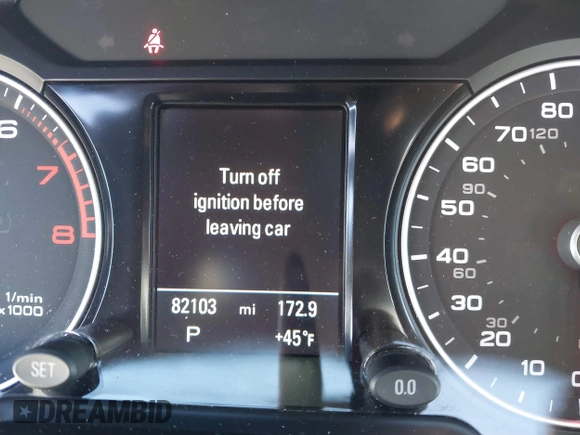 Turn off
ignition before
leaving car
82103 mi 172.9
P +45°F
6
7
8
1/min
x 1000
SET
0.0
80
70 120
60
90
50
40
60
30
30
20
10
DREAMBID